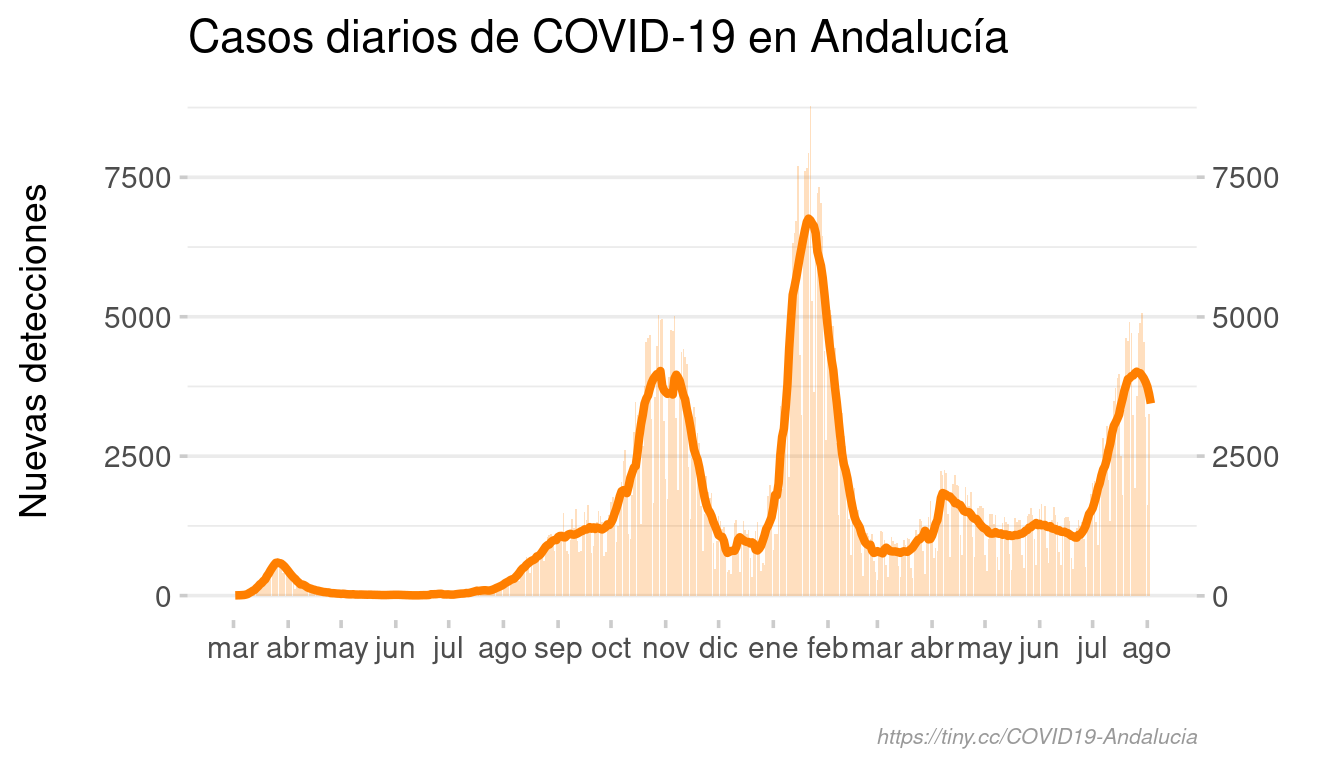 Casos diarios de COVID-19 en Andalucía
Nuevas detecciones
7500 7500
5000 5000
2500 2500
0 0
mar abr may jun jul ago sep oct nov dic ene feb mar abr may jun jul ago
https://tiny.cc/COVID19-Andalucia